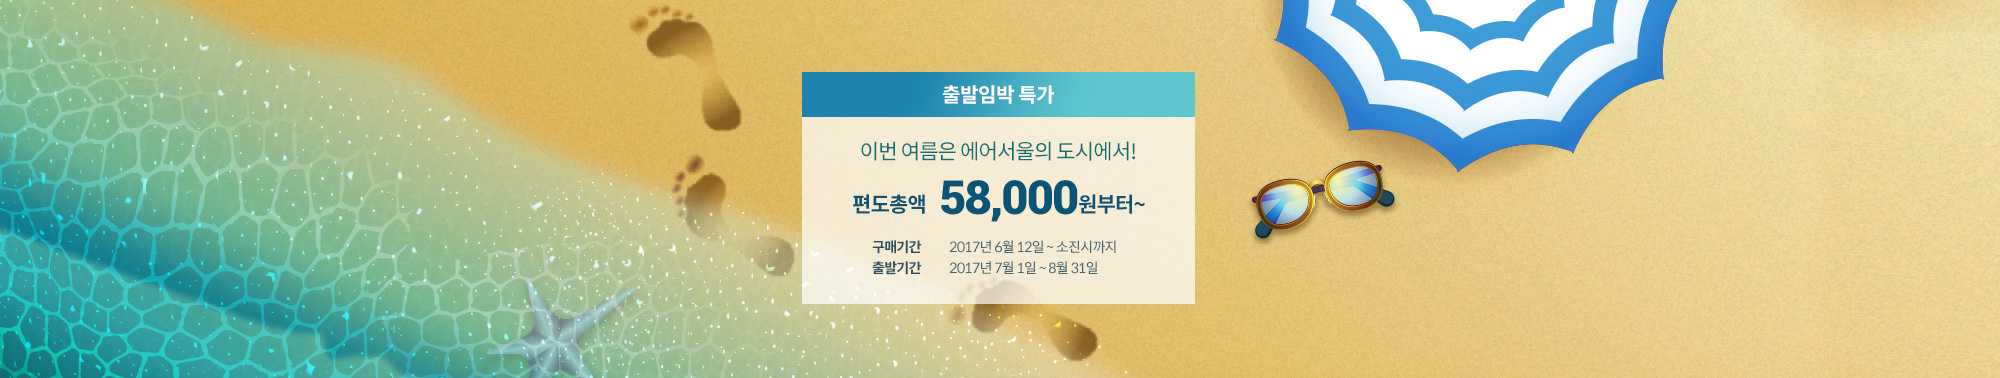 출발임박 특가
이번 여름은 에어서울의 도시에서!
편도총액 58,000원부터~
구매기간 2017년 6월 12일 ~ 소진시까지
출발기간 2017년 7월 1일 ~ 8월 31일